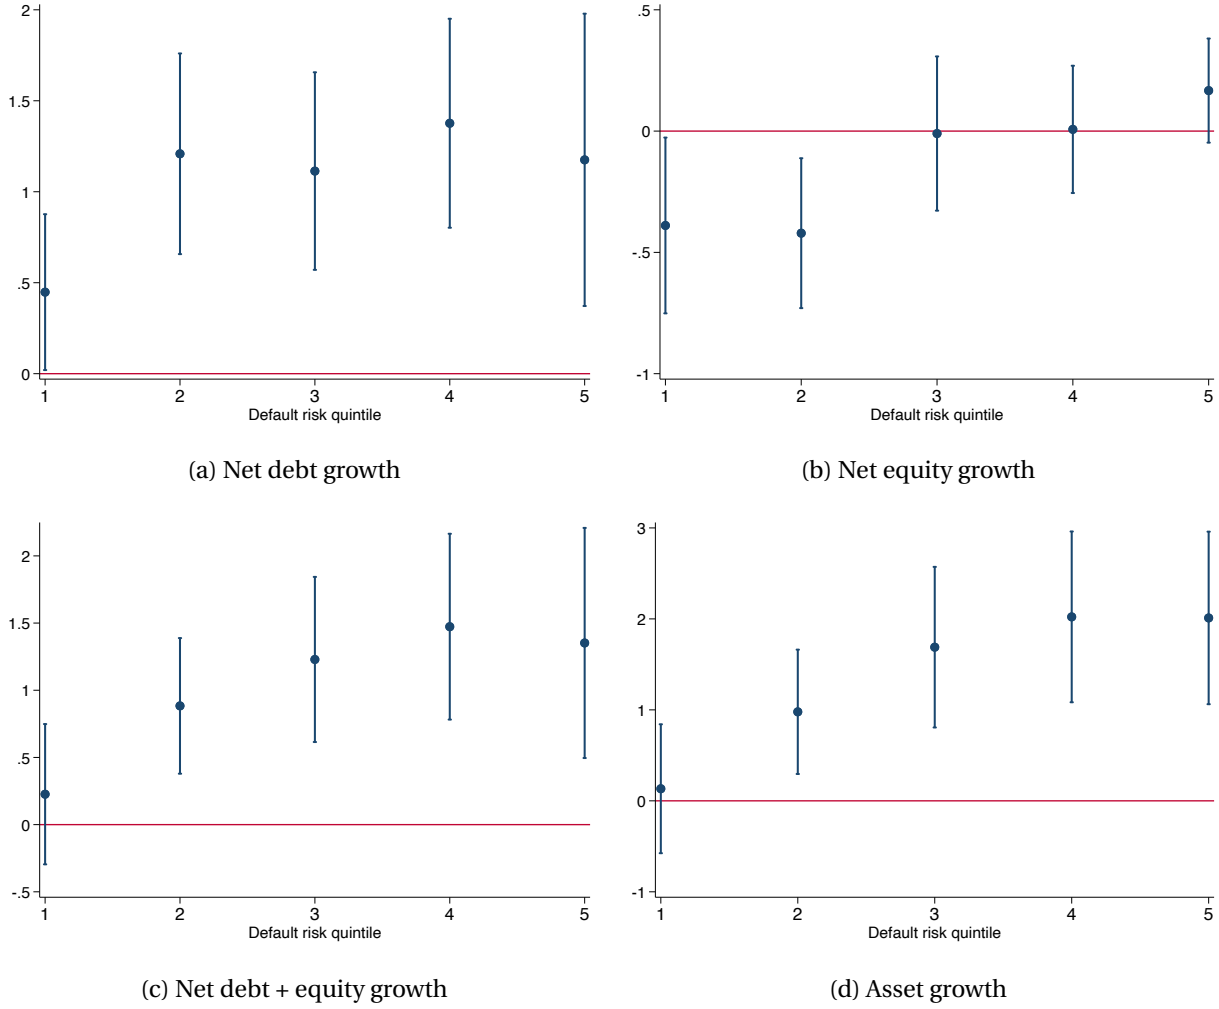 2
1.5
1
.5
0
1 2 3 4 5
Default risk quintile
(a) Net debt growth
.5
0
-.5
-1
1 2 3 4 5
Default risk quintile
(b) Net equity growth
2
1.5
1
.5
0
-.5
1 2 3 4 5
Default risk quintile
(c) Net debt + equity growth
3
2
1
0
-1
1 2 3 4 5
Default risk quintile
(d) Asset growth